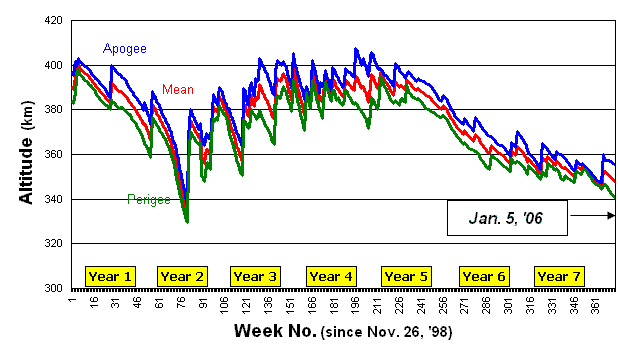 420
400
380
360
340
320
300
Altitude (km)
Apogee
Mean
Perigee
Jan. 5, '06
Year 1 Year 2 Year 3 Year 4 Year 5 Year 6 Year 7
1 16 31 46 61 76 91 106 121 136 151 166 181 196 211 226 241 256 271 286 301 316 331 346 361
Week No. (since Nov. 26, '98)